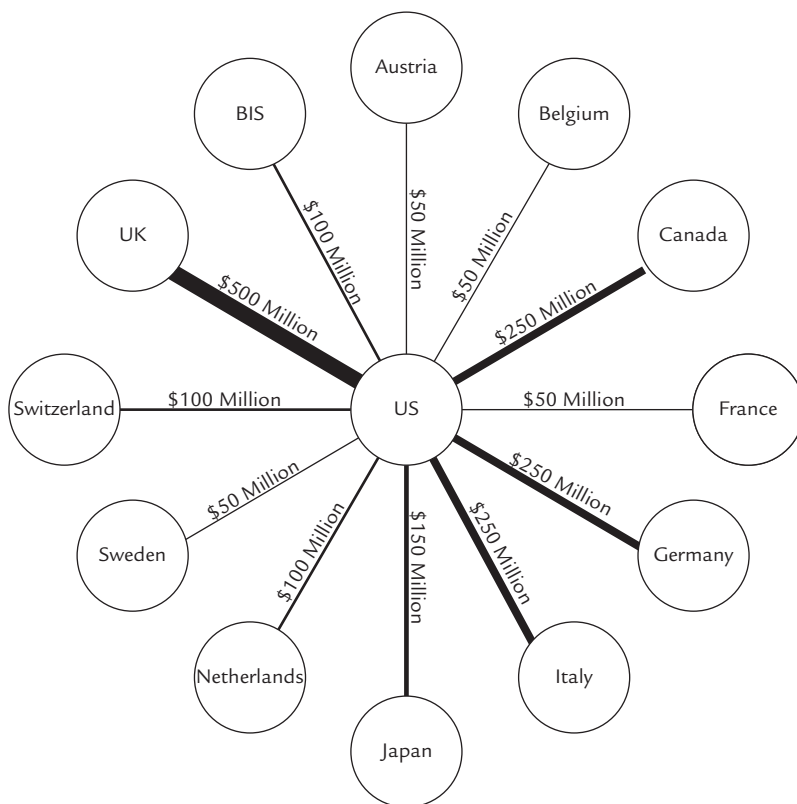 Austria
BIS
Belgium
$50 Million
$100 Million
$50 Million
UK
Canada
$500 Million
$250 Million
Switzerland
$100 Million
US
$50 Million
France
$50 Million
$250 Million
Sweden
$100 Million
$150 Million
$250 Million
Germany
Netherlands
Italy
Japan